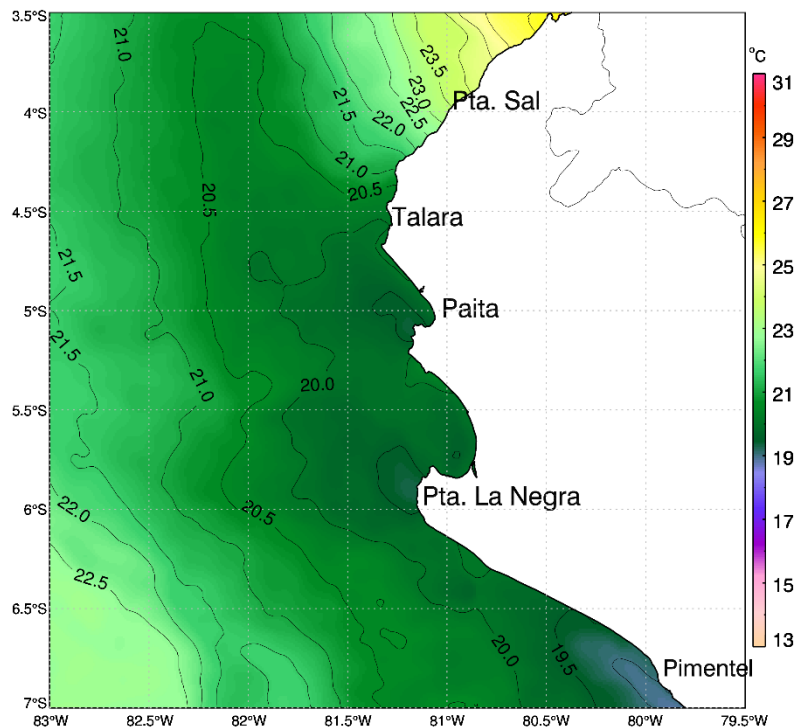 3.5°S
21.0
23.5
°C
31
23.0
4°S
21.5
22.5
Pta. Sal
29
22.0
21.0
20.5
27
4.5°S
20.5
Talara
21.5
25
5°S
Paita
23
21.5
21.0
20.0
5.5°S
21
19
6°S
Pta. La Negra
22.0
20.5
17
22.5
6.5°S
15
20.0
19.5
Pimentel
13
7°S
83°W
82.5°W
82°W
81.5°W
81°W
80.5°W
80°W
79.5°W